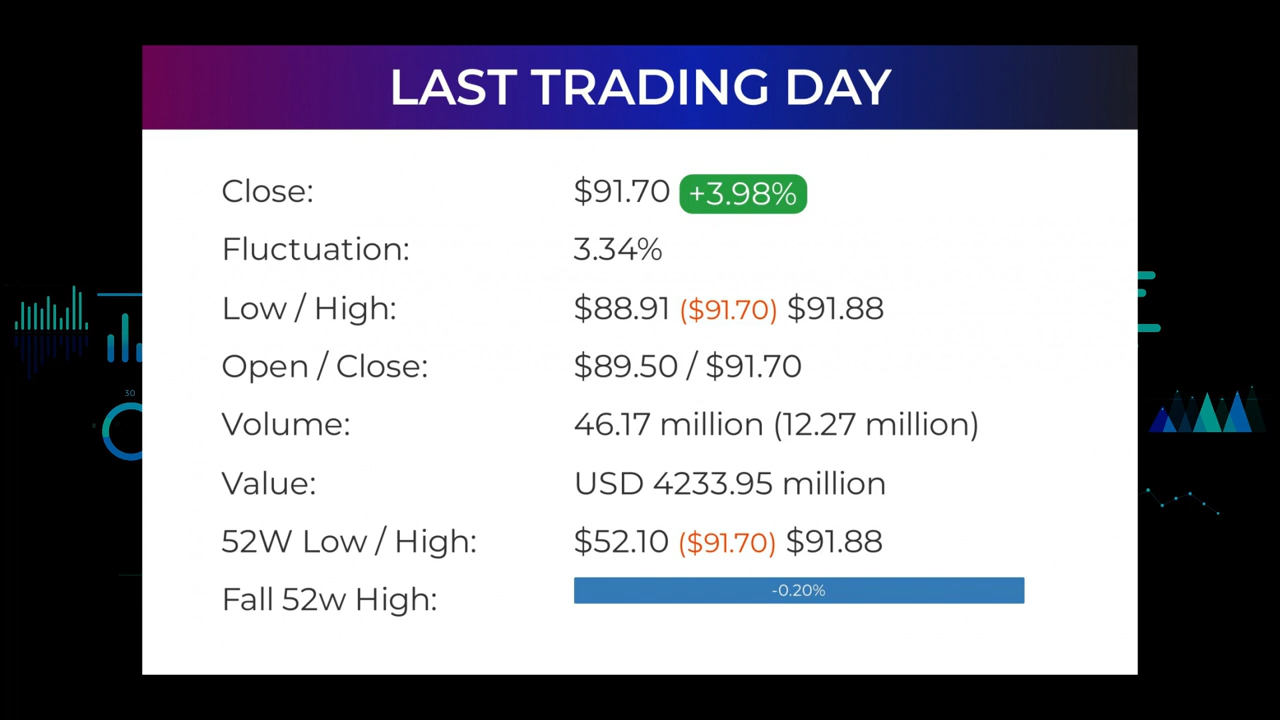 LAST TRADING DAY
Close: $91.70 +3.98%
Fluctuation: 3.34%
Low / High: $88.91 ($91.70) $91.88
Open / Close: $89.50 / $91.70
Volume: 46.17 million (12.27 million)
Value: USD 4233.95 million
52W Low / High: $52.10 ($91.70) $91.88
Fall 52w High: -0.20%
30